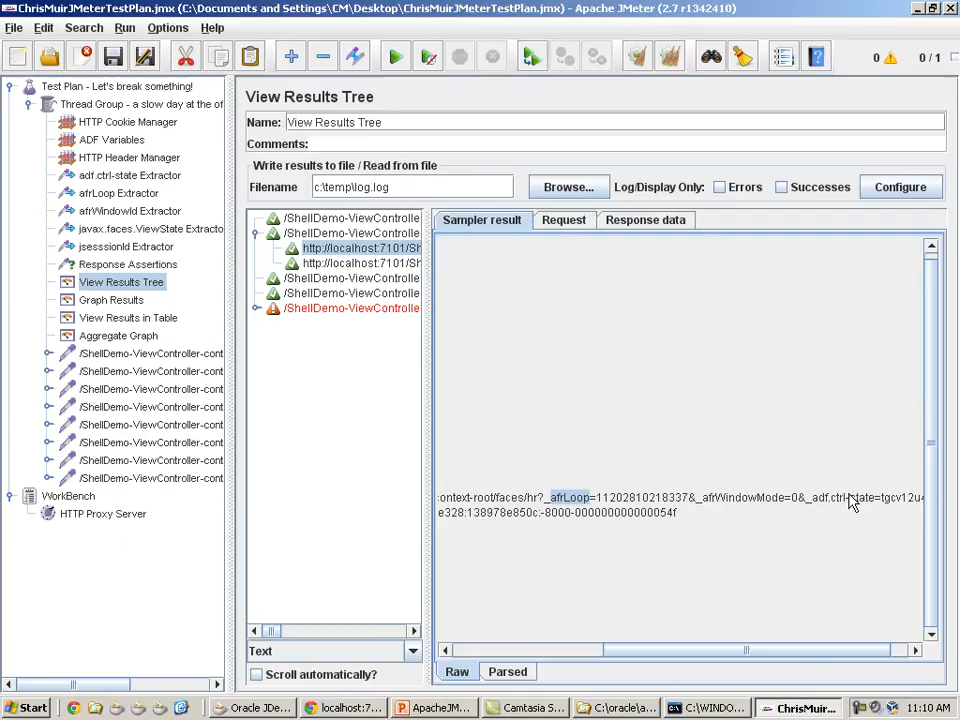 ChrisMuirJMeterTestPlan.jmx (C:\Documents and Settings\CM\Desktop\ChrisMuirJMeterTestPlan.jmx) - Apache JMeter (2.7 r1342410)
File Edit Search Run Options Help
0 0 / 1
Test Plan - Let's break something!
Thread Group - a slow day at the of
HTTP Cookie Manager
ADF Variables
HTTP Header Manager
adf.ctrl-state Extractor
afrLoop Extractor
afrWindowId Extractor
javax.faces.ViewState Extracto
jsesssionId Extractor
Response Assertions
View Results Tree
Graph Results
View Results in Table
Aggregate Graph
/ShellDemo-ViewController-cont
/ShellDemo-ViewController-cont
/ShellDemo-ViewController-cont
/ShellDemo-ViewController-cont
/ShellDemo-ViewController-cont
/ShellDemo-ViewController-cont
/ShellDemo-ViewController-cont
/ShellDemo-ViewController-cont
WorkBench
HTTP Proxy Server
View Results Tree
Name: View Results Tree
Comments:
Write results to file / Read from file
Filename c:\temp\log.log Browse... Log/Display Only: Errors Successes Configure
/ShellDemo-ViewControlle
/ShellDemo-ViewControlle
http://localhost:7101/Sh
http://localhost:7101/Sh
/ShellDemo-ViewControlle
/ShellDemo-ViewControlle
/ShellDemo-ViewControlle
Text
Scroll automatically?
Sampler result Request Response data
:ontext-root/faces/hr?_afrLoop=11202810218337&_afrWindowMode=0&_adf.ctrl-state=tgcv12u4
e328:138978e850c:-8000-000000000000054f
Raw Parsed
Start Oracle JDe... localhost:7... ApacheJM... Camtasia S... C:\oracle\a... C:\WINDO... ChrisMuir... 11:10 AM